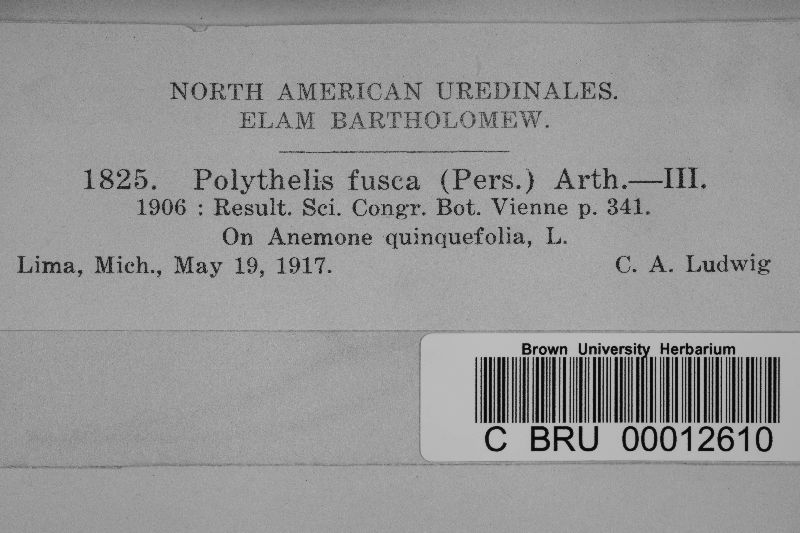 NORTH AMERICAN UREDINALES.
ELAM BARTHOLOMEW.
1825. Polythelis fusca (Pers.) Arth.—III.
1906 : Result. Sci. Congr. Bot. Vienne p. 341.
On Anemone quinquefolia, L.
Lima, Mich., May 19, 1917. C. A. Ludwig
Brown University Herbarium
C BRU 00012610